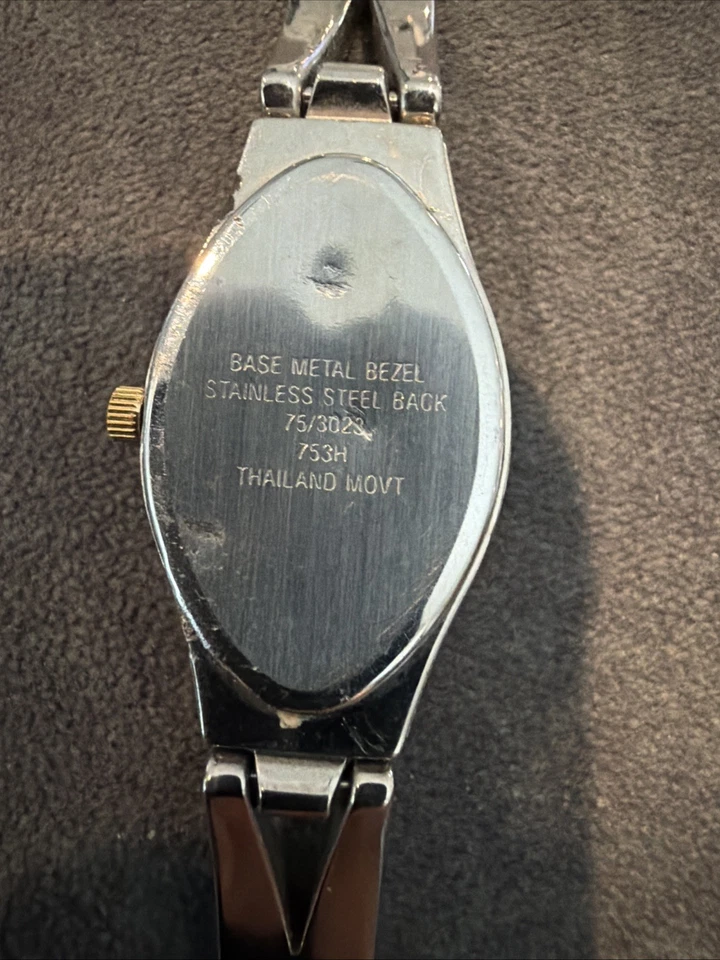 BASE METAL BEZEL
STAINLESS STEEL BACK
75/3023
753H
THAILAND MOVT